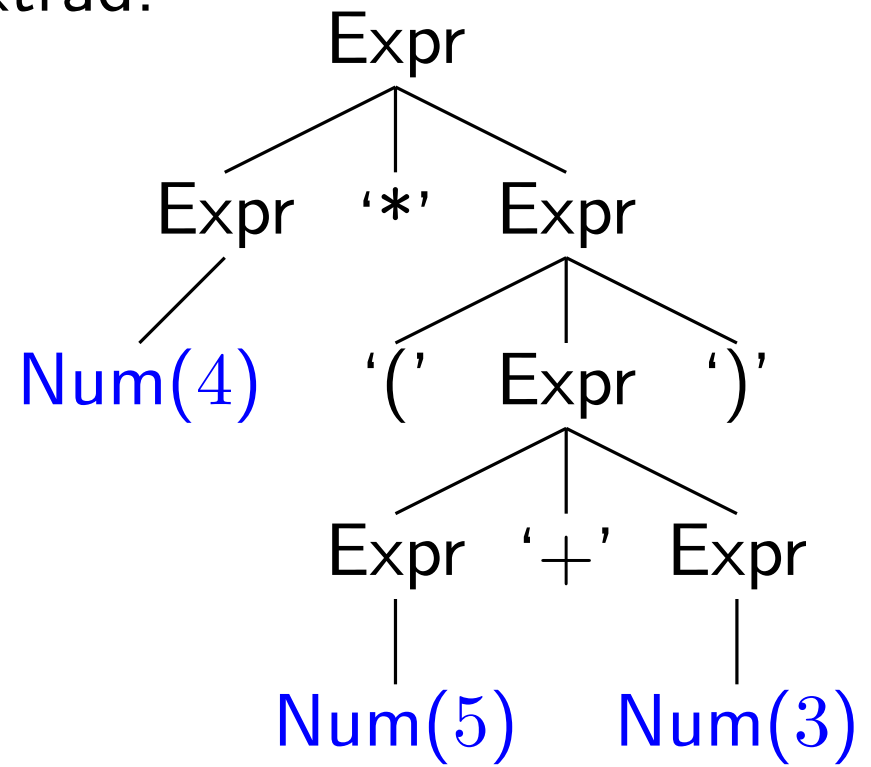 Expr
Expr ‘*’ Expr
Num(4) ‘(’ Expr ‘)’
Expr ‘+’ Expr
Num(5) Num(3)